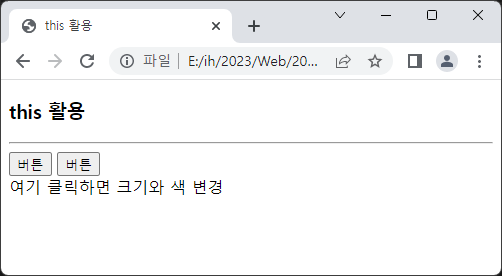 this 활용
파일 E:/ih/2023/Web/20...
this 활용
버튼 버튼
여기 클릭하면 크기와 색 변경